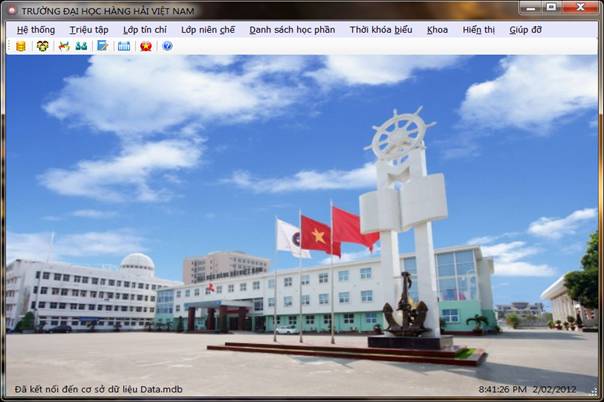 TRƯỜNG ĐẠI HỌC HÀNG HẢI VIỆT NAM
Hệ thống Triệu tập Lớp tín chỉ Lớp niên chế Danh sách học phần Thời khóa biểu Khoa Hiển thị Giúp đỡ
Đã kết nối đến cơ sở dữ liệu Data.mdb 8:41:26 PM 2/02/2012